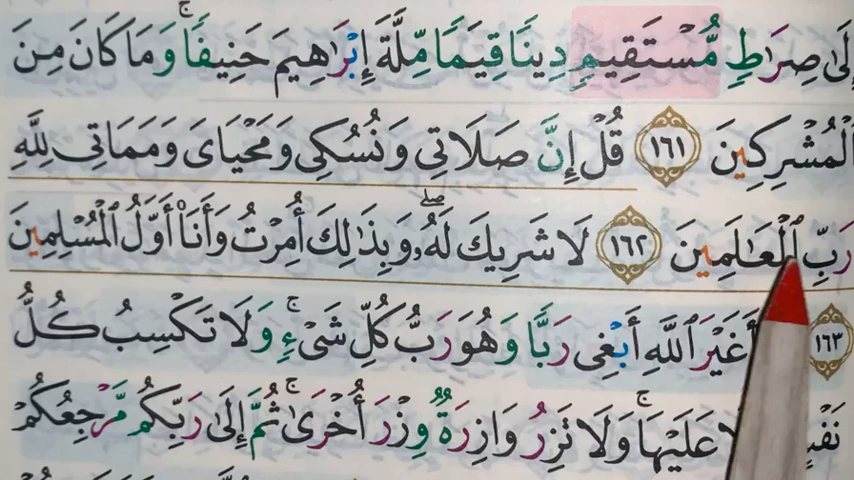 إِلَىٰ صِرَٰطٍ مُّسْتَقِيمٍ دِينًا قِيَمًا مِّلَّةَ إِبْرَٰهِيمَ حَنِيفًا ۚ وَمَا كَانَ مِنَ
ٱلْمُشْرِكِينَ ١٦١ قُلْ إِنَّ صَلَاتِى وَنُسُكِى وَمَحْيَاىَ وَمَمَاتِى لِلَّهِ
رَبِّ ٱلْعَـٰلَمِينَ ١٦٢ لَا شَرِيكَ لَهُۥ ۖ وَبِذَٰلِكَ أُمِرْتُ وَأَنَا۠ أَوَّلُ ٱلْمُسْلِمِينَ
١٦٣ أَغَيْرَ ٱللَّهِ أَبْغِى رَبًّا وَهُوَ رَبُّ كُلِّ شَىْءٍ ۚ وَلَا تَكْسِبُ كُلُّ
عَلَيْهَا ۚ وَلَا تَزِرُ وَازِرَةٌ وِزْرَ أُخْرَىٰ ۚ ثُمَّ إِلَىٰ رَبِّكُم مَّرْجِعُكُمْ